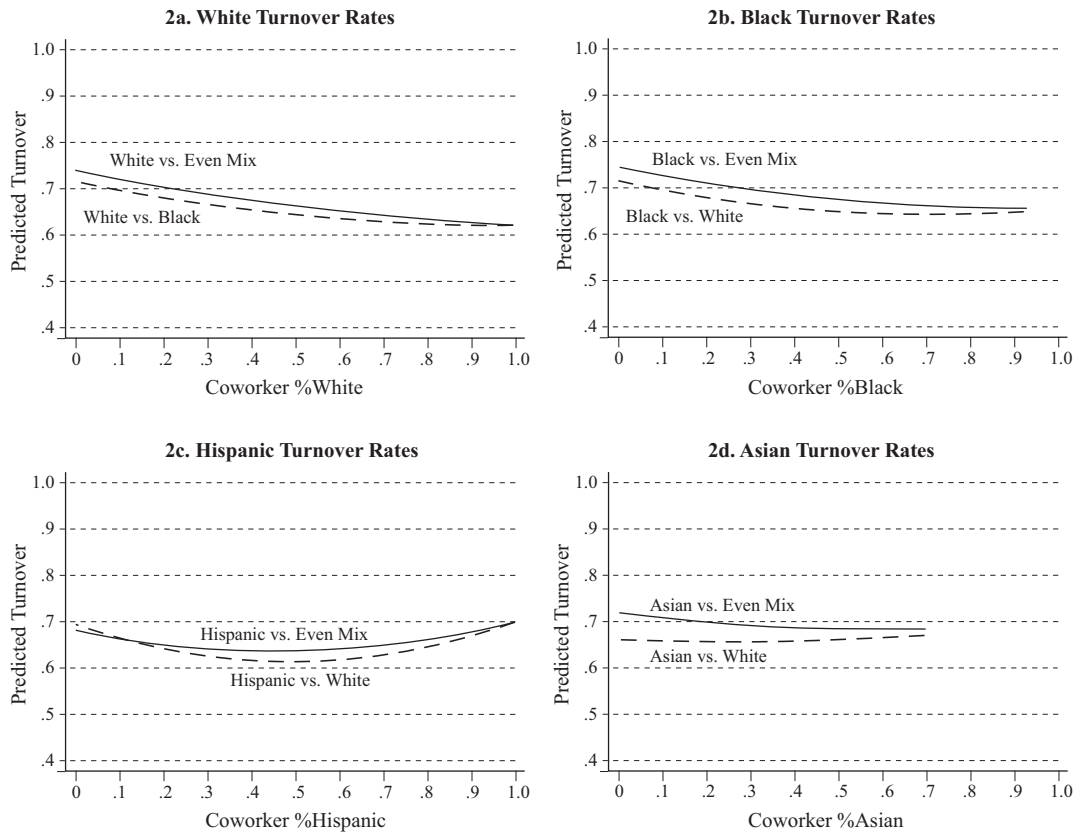 2a. White Turnover Rates
1.0
.9
.8
.7
.6
.5
.4
Predicted Turnover
White vs. Even Mix
White vs. Black
0 .1 .2 .3 .4 .5 .6 .7 .8 .9 1.0
Coworker %White
2b. Black Turnover Rates
1.0
.9
.8
.7
.6
.5
.4
Predicted Turnover
Black vs. Even Mix
Black vs. White
0 .1 .2 .3 .4 .5 .6 .7 .8 .9 1.0
Coworker %Black
2c. Hispanic Turnover Rates
1.0
.9
.8
.7
.6
.5
.4
Predicted Turnover
Hispanic vs. Even Mix
Hispanic vs. White
0 .1 .2 .3 .4 .5 .6 .7 .8 .9 1.0
Coworker %Hispanic
2d. Asian Turnover Rates
1.0
.9
.8
.7
.6
.5
.4
Predicted Turnover
Asian vs. Even Mix
Asian vs. White
0 .1 .2 .3 .4 .5 .6 .7 .8 .9 1.0
Coworker %Asian